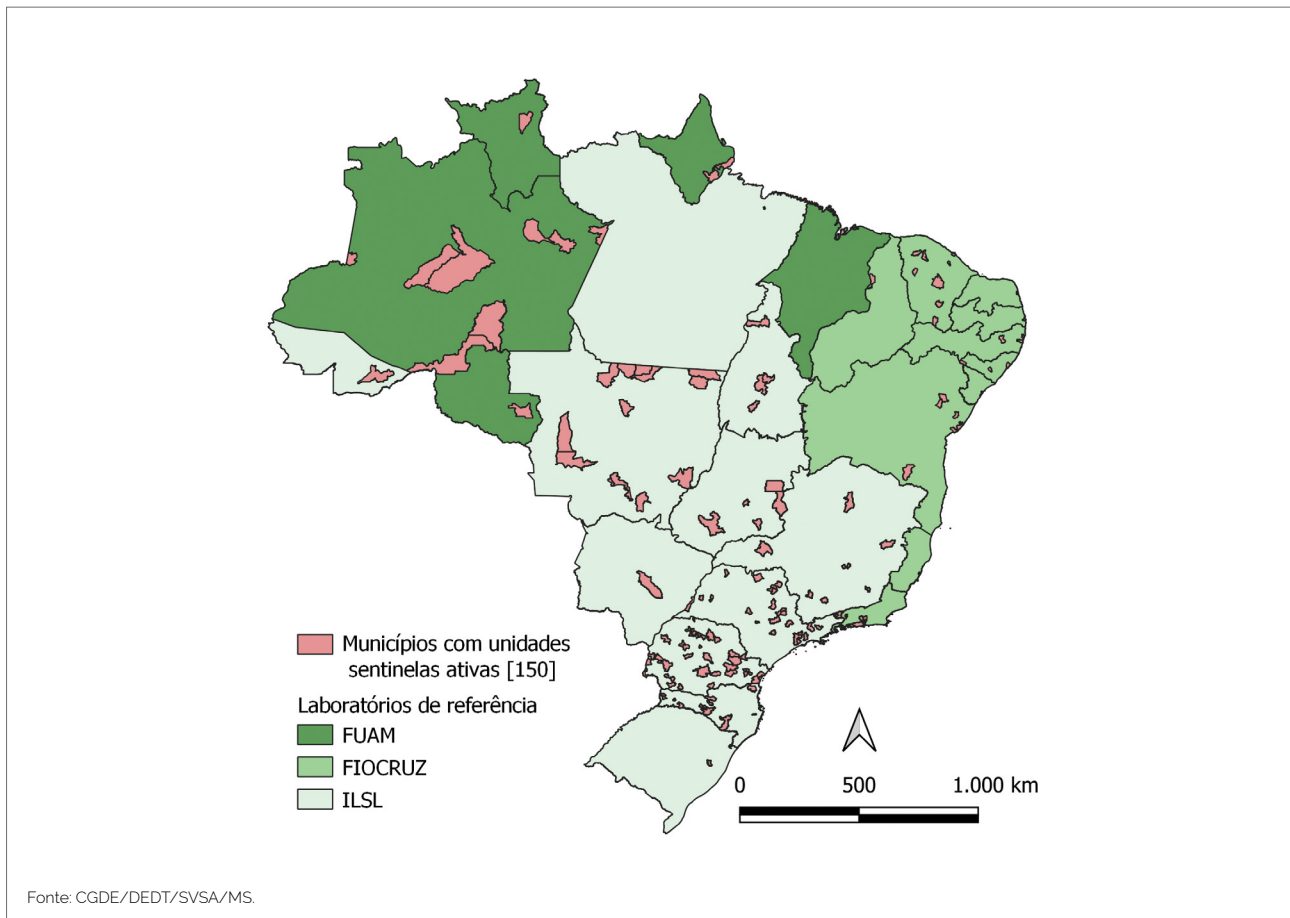 Municípios com unidades
sentinelas ativas [150]
Laboratórios de referência
FUAM
FIOCRUZ
ILSL
0 500 1.000 km
Fonte: CGDE/DEDT/SVSA/MS.